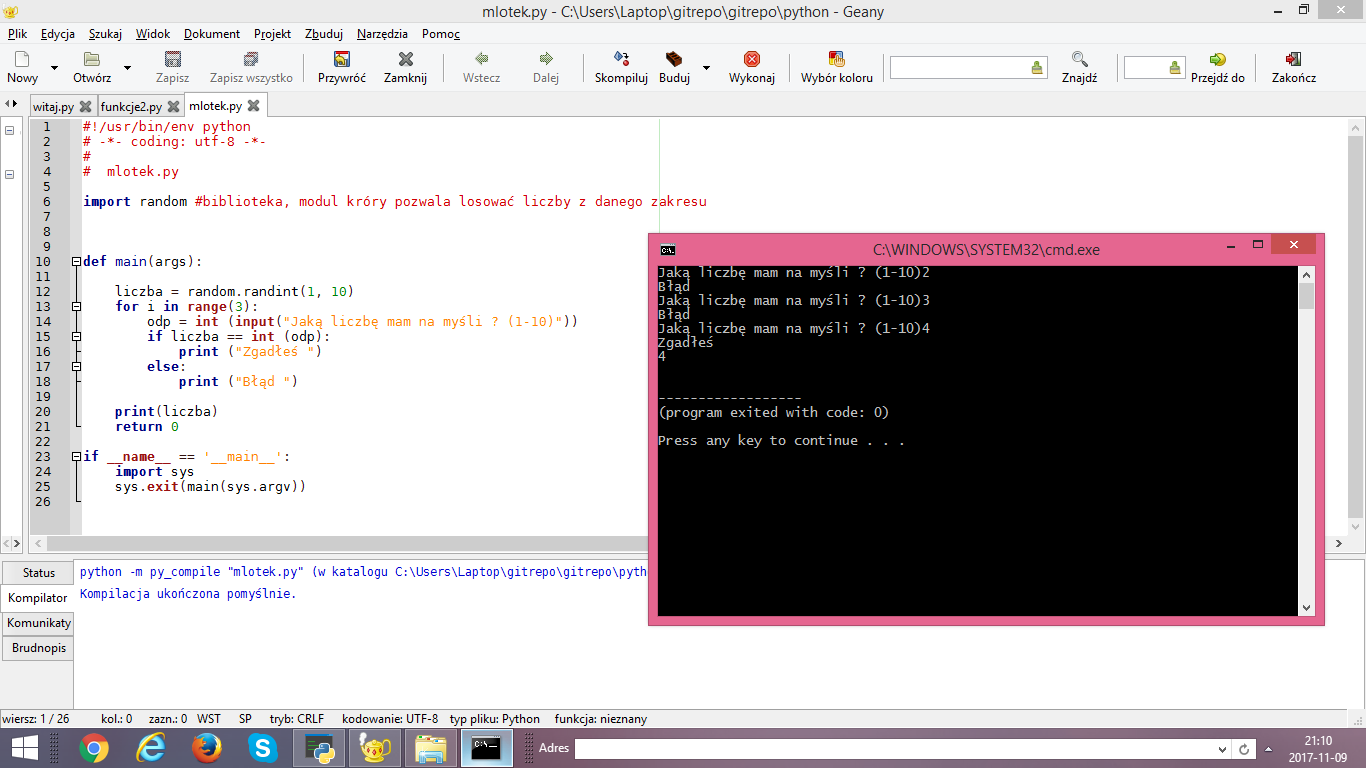 mlotek.py - C:\Users\Laptop\gitrepo\gitrepo\python - Geany
Plik Edycja Szukaj Widok Dokument Projekt Zbuduj Narzędzia Pomoc
Nowy Otwórz Zapisz Zapisz wszystko Przywróć Zamknij Wstecz Dalej Skompiluj Buduj Wykonaj Wybór koloru Znajdź Przejdź do Zakończ
witaj.py funkcje2.py mlotek.py
1 #!/usr/bin/env python
2 # -*- coding: utf-8 -*-
3 #
4 #  mlotek.py
5
6 import random #biblioteka, modul króry pozwala losować liczby z danego zakresu
7
8
9
10 def main(args):
11
12     liczba = random.randint(1, 10)
13     for i in range(3):
14         odp = int (input("Jaką liczbę mam na myśli ? (1-10)"))
15         if liczba == int (odp):
16             print ("Zgadłeś ")
17         else:
18             print ("Błąd ")
19
20     print(liczba)
21     return 0
22
23 if __name__ == '__main__':
24     import sys
25     sys.exit(main(sys.argv))
26
C:\WINDOWS\SYSTEM32\cmd.exe
Jaką liczbę mam na myśli ? (1-10)2
Błąd
Jaką liczbę mam na myśli ? (1-10)3
Błąd
Jaką liczbę mam na myśli ? (1-10)4
Zgadłeś
4
------------------
(program exited with code: 0)
Press any key to continue . . .
Status
Kompilator
Komunikaty
Brudnopis
python -m py_compile "mlotek.py" (w katalogu C:\Users\Laptop\gitrepo\gitrepo\pyth
Kompilacja ukończona pomyślnie.
wiersz: 1 / 26 kol.: 0 zazn.: 0 WST SP tryb: CRLF kodowanie: UTF-8 typ pliku: Python funkcja: nieznany
Adres
21:10
2017-11-09